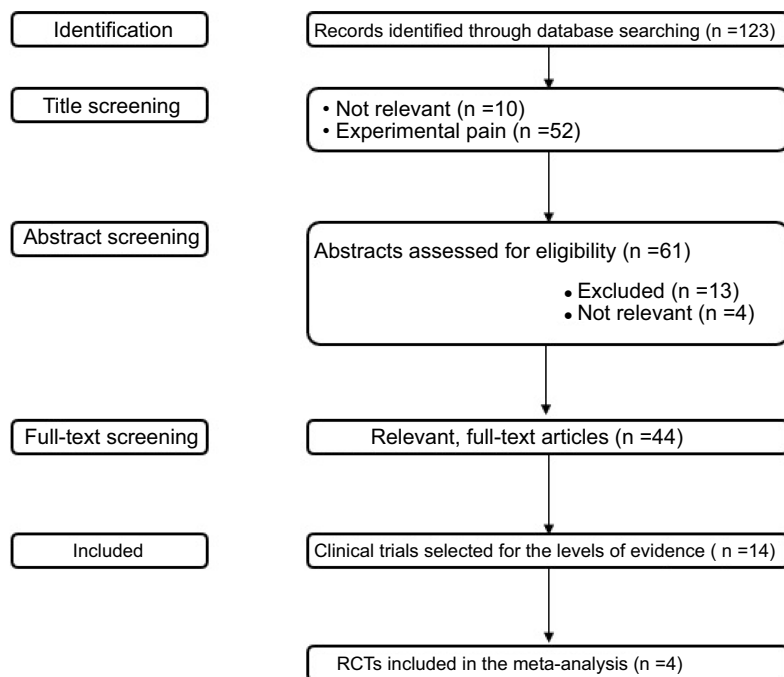 Identification
Records identified through database searching (n =123)
Title screening
• Not relevant (n =10)
• Experimental pain (n =52)
Abstract screening
Abstracts assessed for eligibility (n =61)
• Excluded (n =13)
• Not relevant (n =4)
Full-text screening
Relevant, full-text articles (n =44)
Included
Clinical trials selected for the levels of evidence ( n =14)
RCTs included in the meta-analysis (n =4)